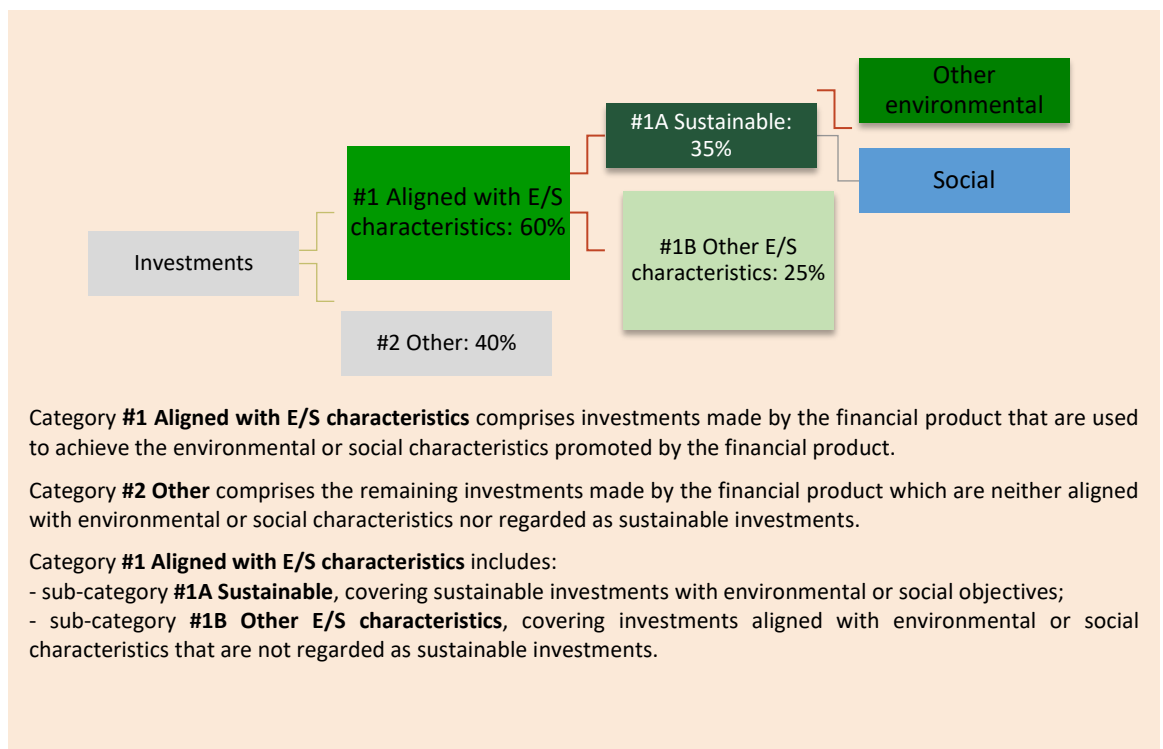 Other
environmental
#1A Sustainable:
35%
Social
#1 Aligned with E/S
characteristics: 60%
#1B Other E/S
characteristics: 25%
Investments
#2 Other: 40%
Category #1 Aligned with E/S characteristics comprises investments made by the financial product that are used
to achieve the environmental or social characteristics promoted by the financial product.
Category #2 Other comprises the remaining investments made by the financial product which are neither aligned
with environmental or social characteristics nor regarded as sustainable investments.
Category #1 Aligned with E/S characteristics includes:
- sub-category #1A Sustainable, covering sustainable investments with environmental or social objectives;
- sub-category #1B Other E/S characteristics, covering investments aligned with environmental or social
characteristics that are not regarded as sustainable investments.